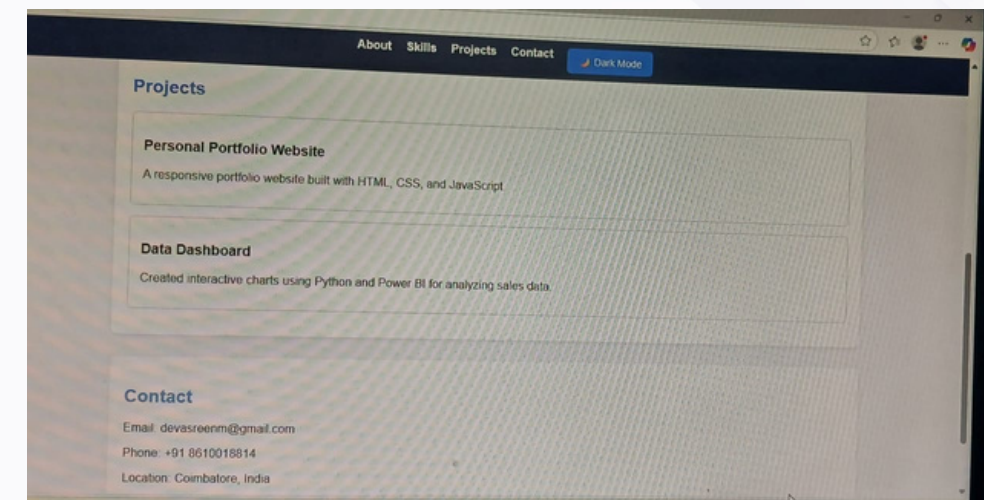 About Skills Projects Contact 🌙 Dark Mode
Projects
Personal Portfolio Website
A responsive portfolio website built with HTML, CSS, and JavaScript.
Data Dashboard
Created interactive charts using Python and Power BI for analyzing sales data.
Contact
Email: devasreenm@gmail.com
Phone: +91 8610018814
Location: Coimbatore, India